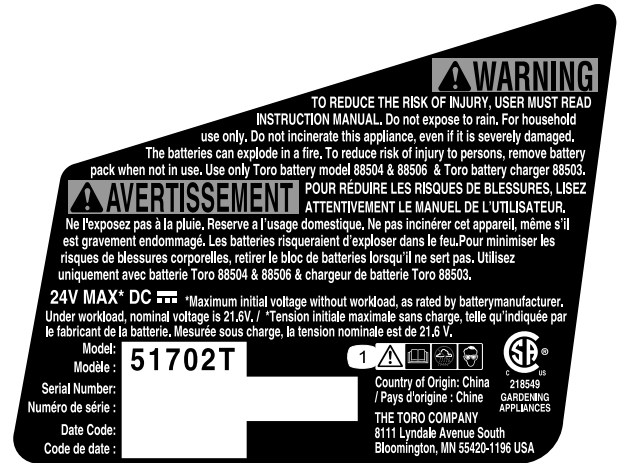 WARNING
TO REDUCE THE RISK OF INJURY, USER MUST READ
INSTRUCTION MANUAL. Do not expose to rain. For household
use only. Do not incinerate this appliance, even if it is severely damaged.
The batteries can explode in a fire. To reduce risk of injury to persons, remove battery
pack when not in use. Use only Toro battery model 88504 & 88506 & Toro battery charger 88503.
AVERTISSEMENT
POUR RÉDUIRE LES RISQUES DE BLESSURES, LISEZ
ATTENTIVEMENT LE MANUEL DE L'UTILISATEUR.
Ne l'exposez pas à la pluie. Reserve a l'usage domestique. Ne pas incinérer cet appareil, même s'il
est gravement endommagé. Les batteries risqueraient d'exploser dans le feu.Pour minimiser les
risques de blessures corporelles, retirer le bloc de batteries lorsqu'il ne sert pas. Utilisez
uniquement avec batterie Toro 88504 & 88506 & chargeur de batterie Toro 88503.
24V MAX* DC *Maximum initial voltage without workload, as rated by batterymanufacturer.
Under workload, nominal voltage is 21,6V. / *Tension initiale maximale sans charge, telle qu'indiquée par
le fabricant de la batterie. Mesurée sous charge, la tension nominale est de 21.6 V.
Model:
Modèle :
51702T
Serial Number:
Numéro de série :
Date Code:
Code de date :
1
Country of Origin: China
/ Pays d'origine : Chine
THE TORO COMPANY
8111 Lyndale Avenue South
Bloomington, MN 55420-1196 USA
SA
®
C US
218549
GARDENING
APPLIANCES